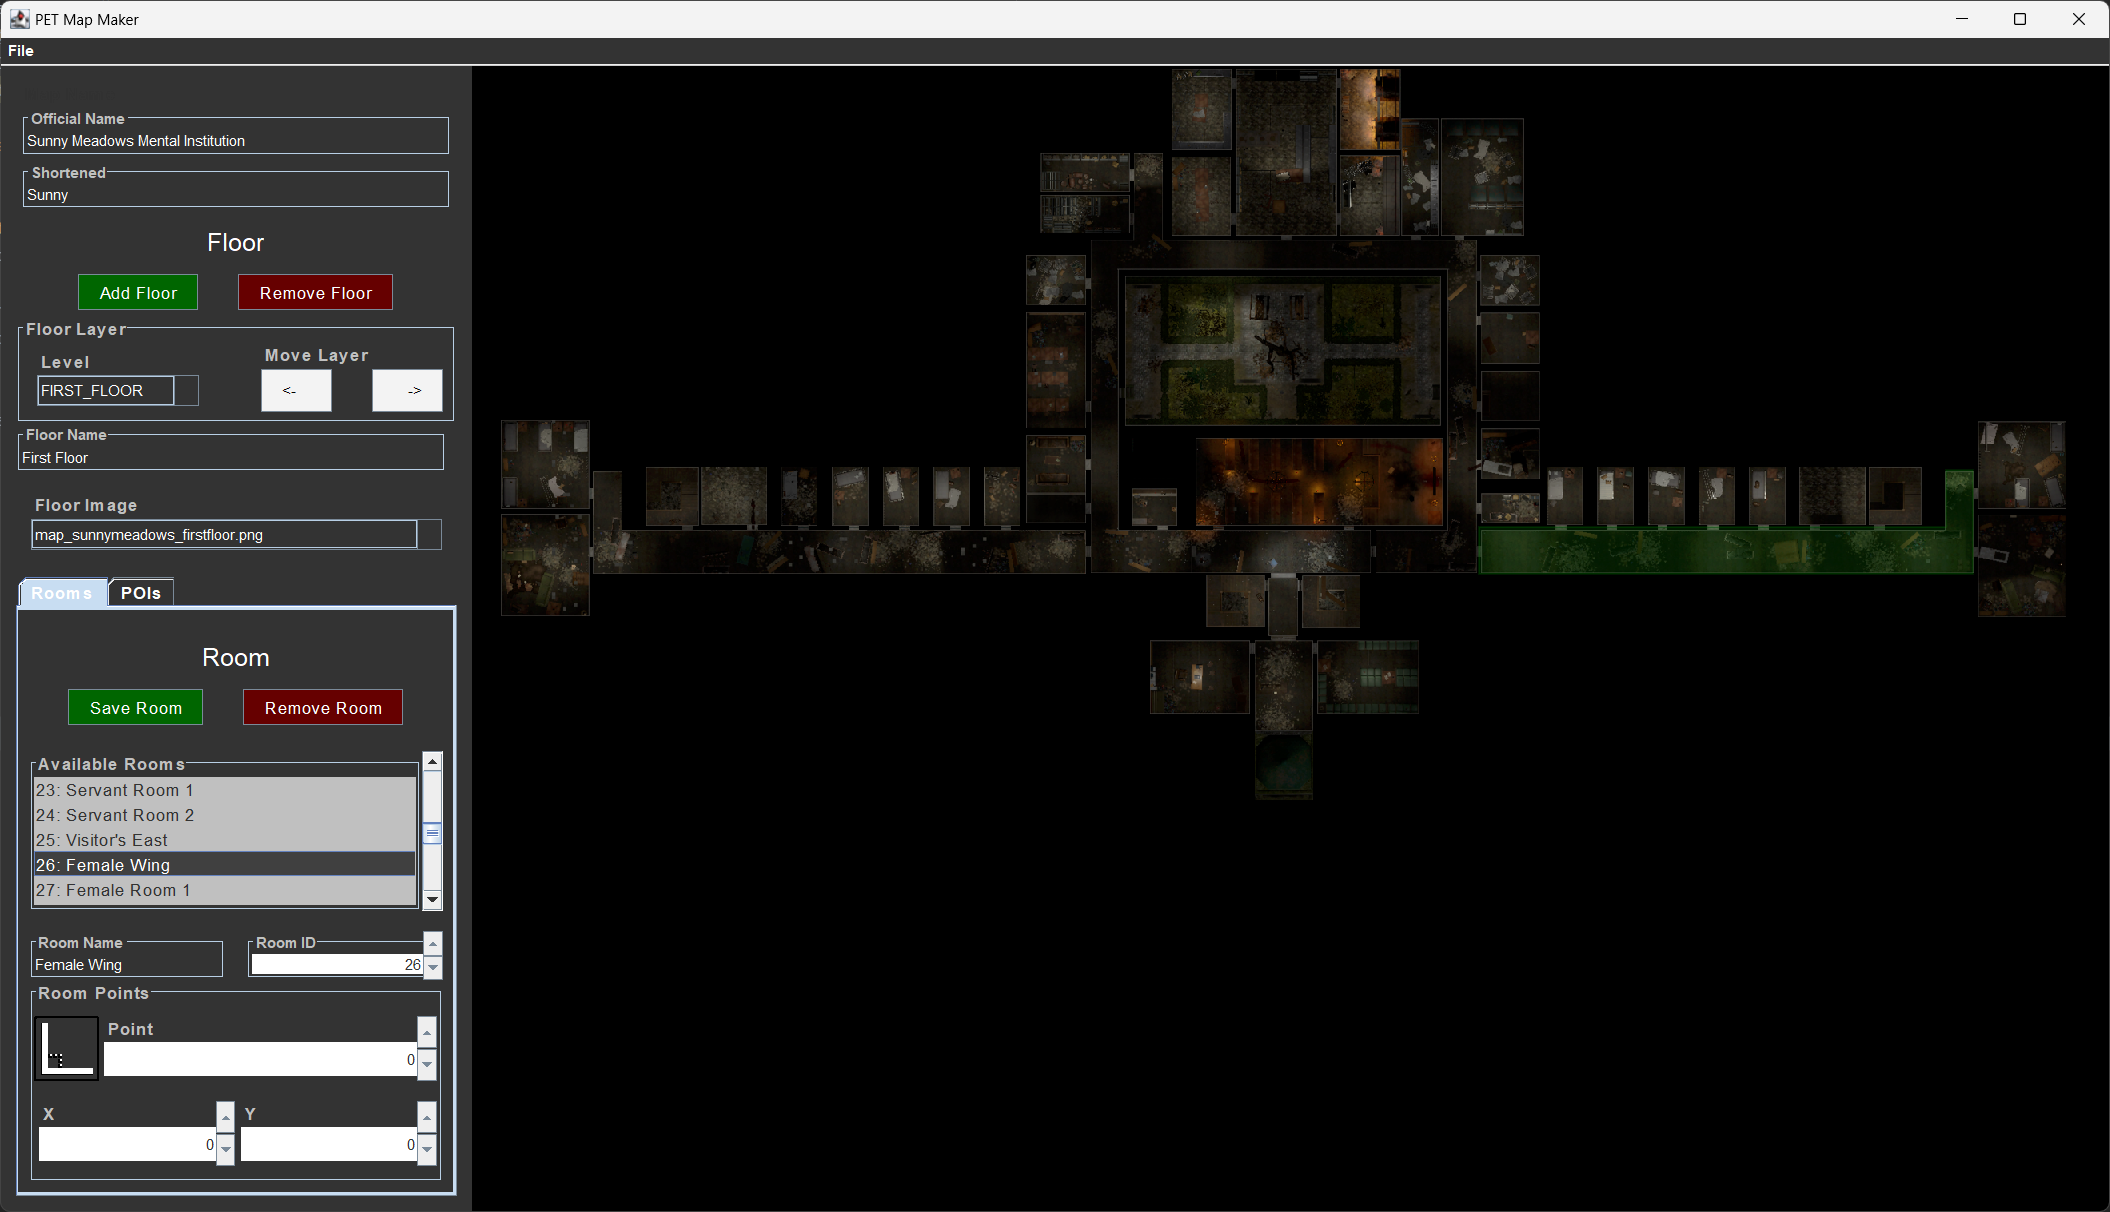 PET Map Maker
File
Official Name
Sunny Meadows Mental Institution
Shortened
Sunny
Floor
Add Floor
Remove Floor
Floor Layer
Level
Move Layer
FIRST_FLOOR
<-
->
Floor Name
First Floor
Floor Image
map_sunnymeadows_firstfloor.png
Rooms
POIs
Room
Save Room
Remove Room
Available Rooms
23: Servant Room 1
24: Servant Room 2
25: Visitor's East
26: Female Wing
27: Female Room 1
Room Name
Room ID
Female Wing
26
Room Points
Point
0
X
Y
0
0